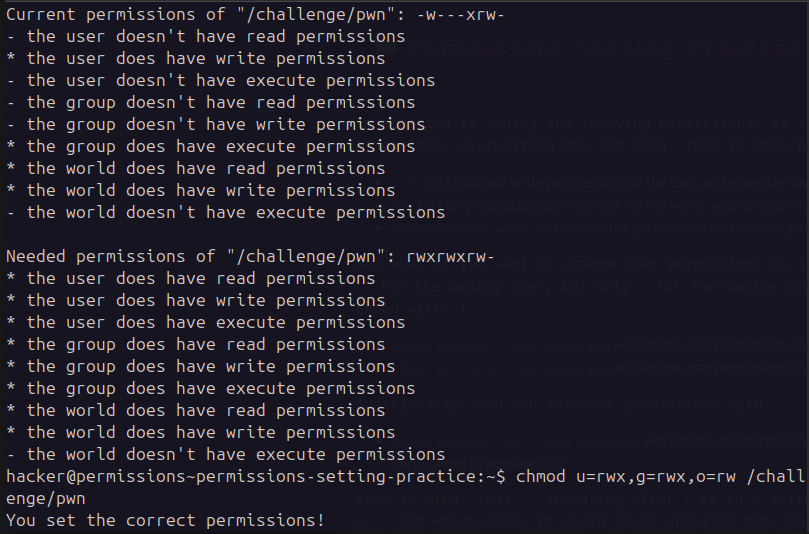 Current permissions of "/challenge/pwn": -w---xrw-
- the user doesn't have read permissions
* the user does have write permissions
- the user doesn't have execute permissions
- the group doesn't have read permissions
- the group doesn't have write permissions
* the group does have execute permissions
* the world does have read permissions
* the world does have write permissions
- the world doesn't have execute permissions
Needed permissions of "/challenge/pwn": rwxrwxrw-
* the user does have read permissions
* the user does have write permissions
* the user does have execute permissions
* the group does have read permissions
* the group does have write permissions
* the group does have execute permissions
* the world does have read permissions
* the world does have write permissions
- the world doesn't have execute permissions
hacker@permissions~permissions-setting-practice:~$ chmod u=rwx,g=rwx,o=rw /chall
enge/pwn
You set the correct permissions!